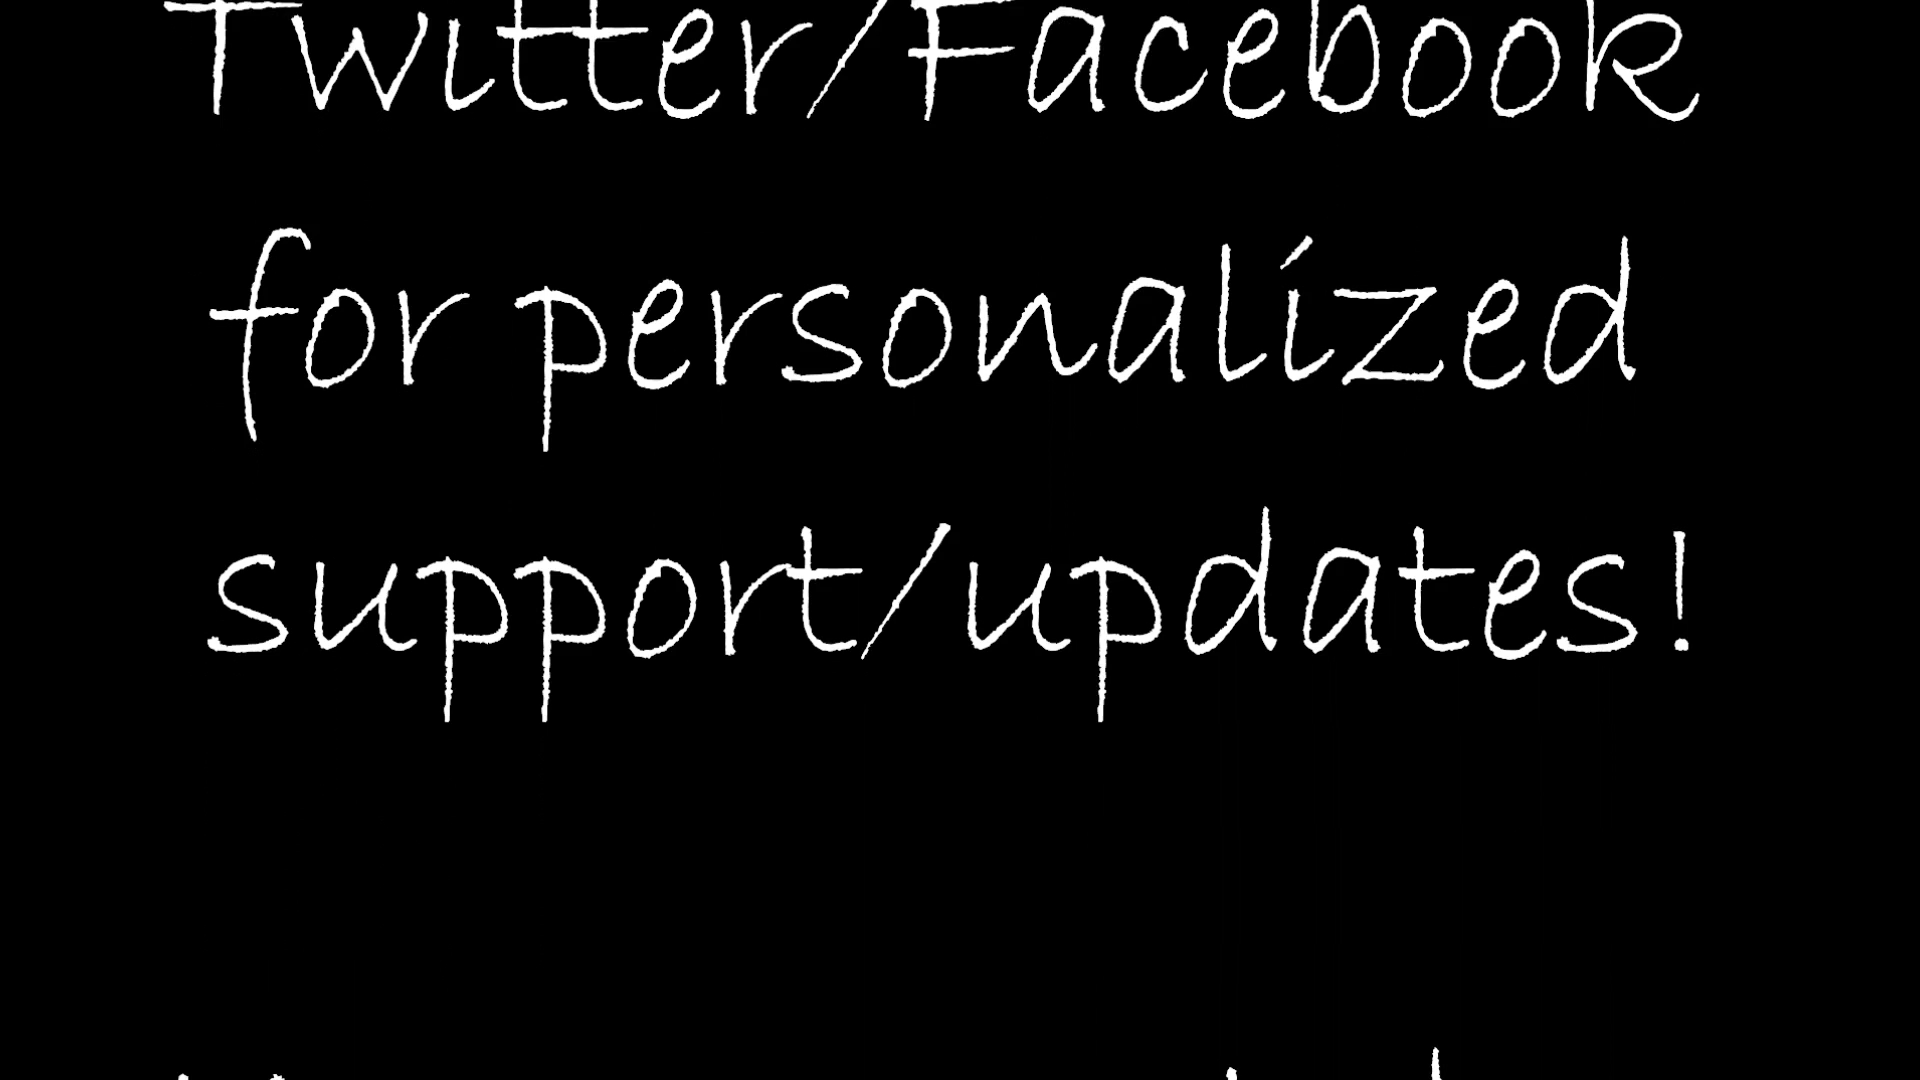 Twitter/Facebook
for personalized
support/updates!